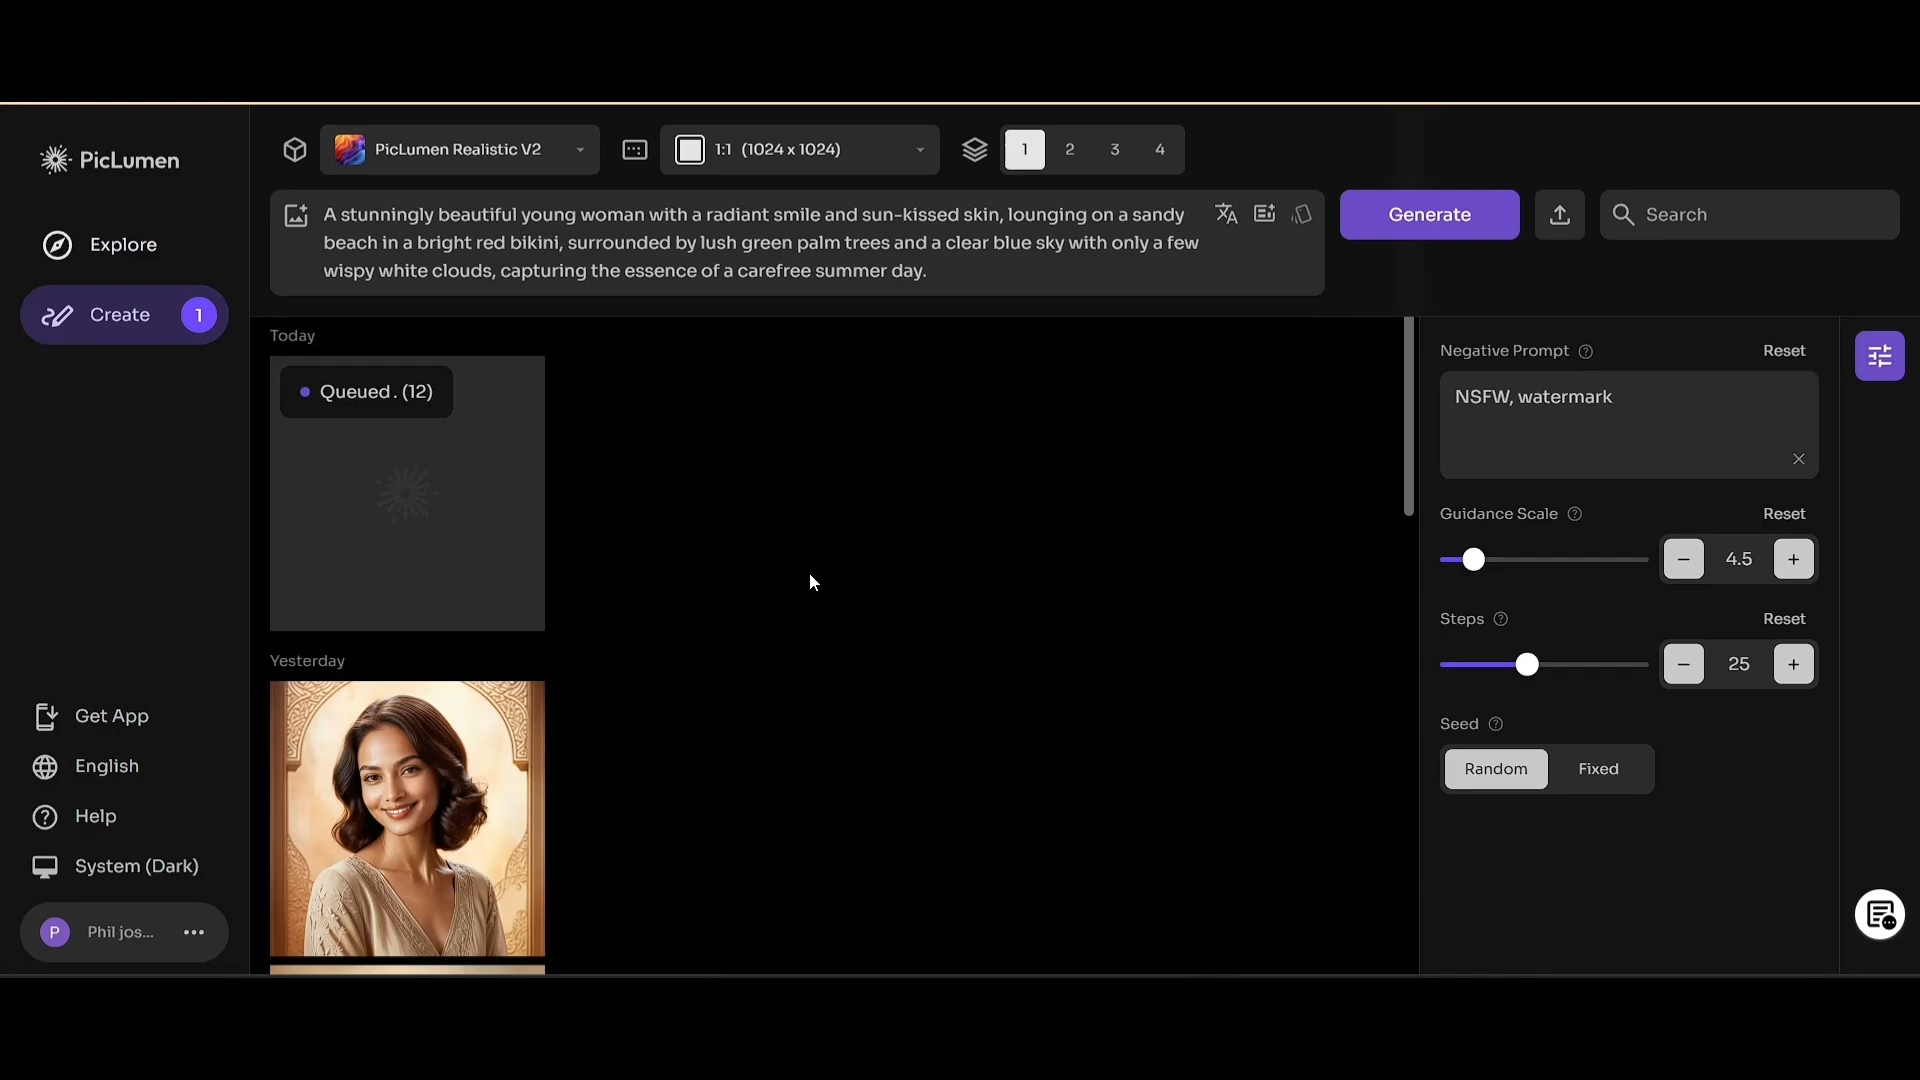 PicLumen
Explore
Create 1
Get App
English
Help
System (Dark)
P Phil jos... •••
PicLumen Realistic V2
1:1 (1024 x 1024)
1 2 3 4
A stunningly beautiful young woman with a radiant smile and sun-kissed skin, lounging on a sandy
beach in a bright red bikini, surrounded by lush green palm trees and a clear blue sky with only a few
wispy white clouds, capturing the essence of a carefree summer day.
Generate
Search
Today
Queued . (12)
Yesterday
Negative Prompt ? Reset
NSFW, watermark
Guidance Scale ? Reset
− 4.5 +
Steps ? Reset
− 25 +
Seed ?
Random Fixed